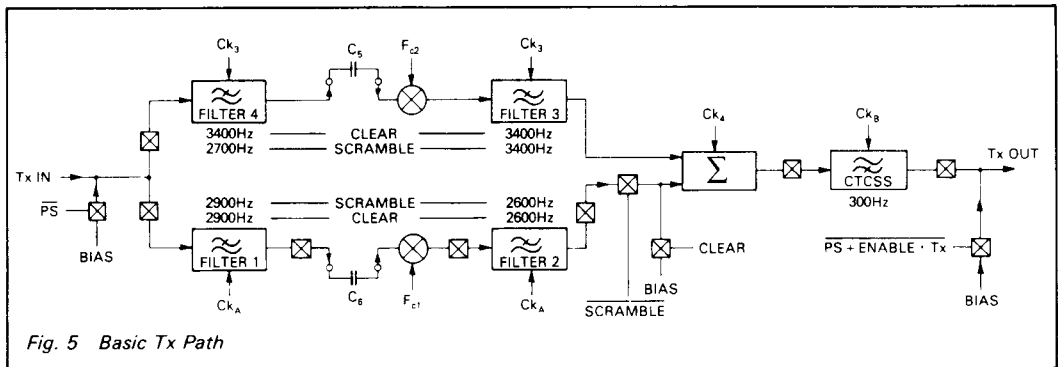 Ck3 C5 Fc2 Ck3
FILTER 4 FILTER 3 Ck4 CkB
3400Hz CLEAR 3400Hz
2700Hz SCRAMBLE 3400Hz
Tx IN Σ CTCSS Tx OUT
2900Hz SCRAMBLE 2600Hz 300Hz
2900Hz CLEAR 2600Hz
PS
BIAS FILTER 1 FILTER 2 CLEAR PS + ENABLE · Tx
CkA C6 Fc1 CkA BIAS BIAS
SCRAMBLE
Fig. 5 Basic Tx Path